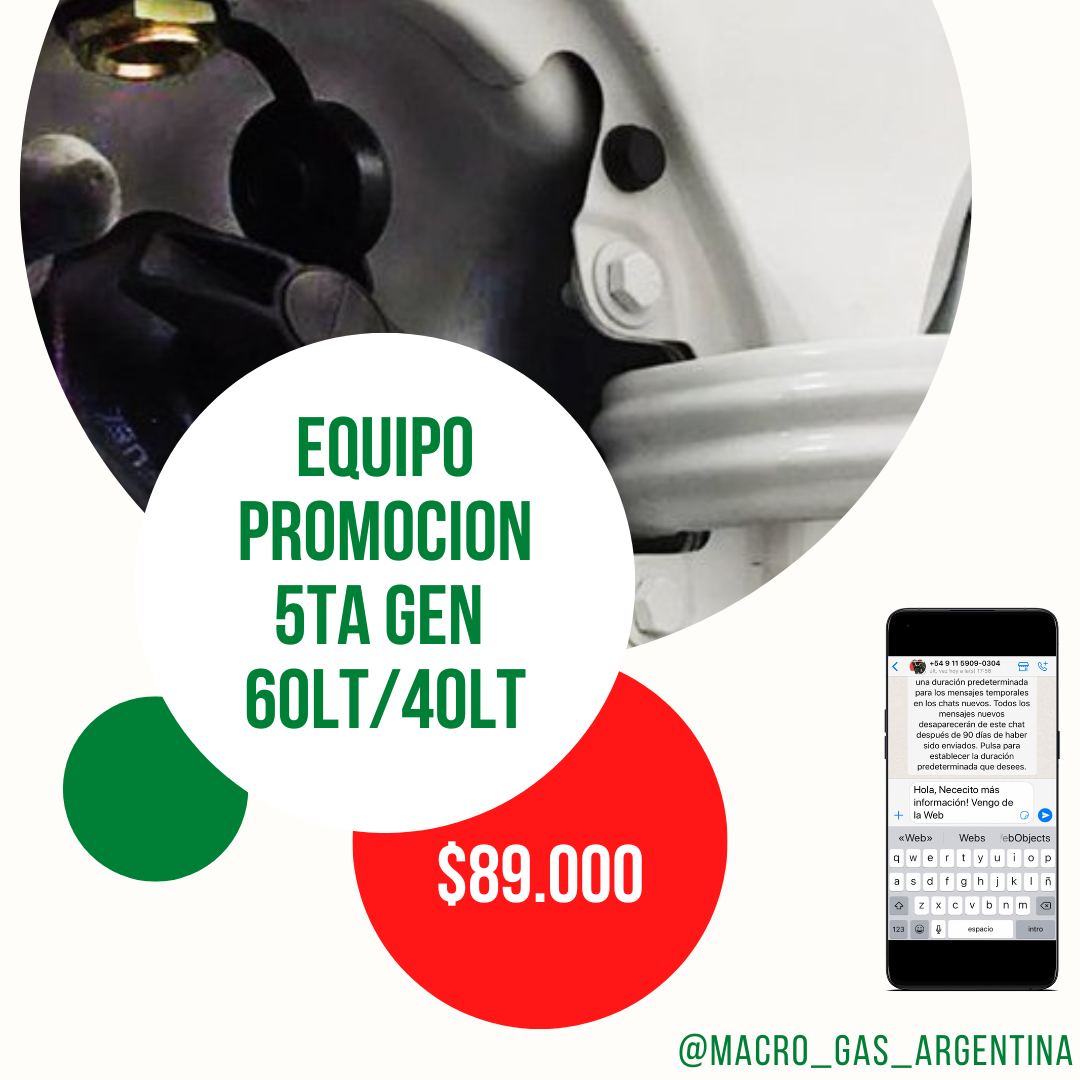 EQUIPO
PROMOCION
5TA GEN
60LT/40LT
$89.000
+54 9 11 5909-0304
una duración predeterminada
para los mensajes temporales
en los chats nuevos. Todos los
mensajes nuevos
desaparecerán de este chat
después de 90 días de haber
sido enviados. Pulsa para
establecer la duración
predeterminada que desees.
Hola, Nececito más
información! Vengo de
la Web
«Web» Webs ebObjects
q w e r t y u i o p
a s d f g h j k l ñ
z x c v b n m
123 espacio intro
@MACRO_GAS_ARGENTINA